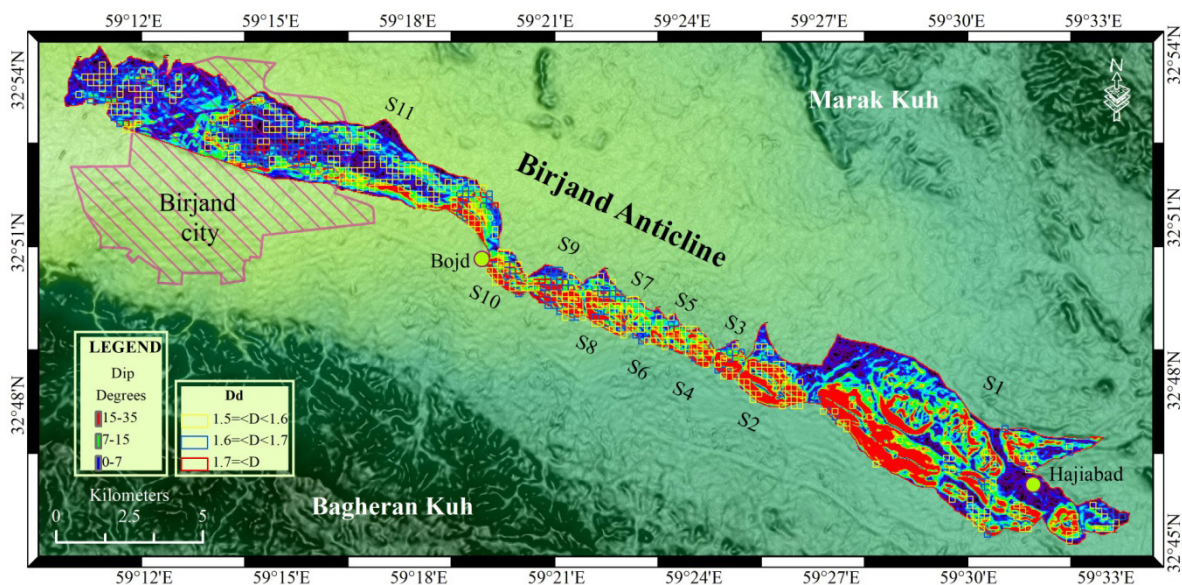 59°12'E 59°15'E 59°18'E 59°21'E 59°24'E 59°27'E 59°30'E 59°33'E
32°54'N
32°54'N
N
Marak Kuh
S11
Birjand Anticline
Birjand
city
32°51'N
32°51'N
Bojd
S9
S7
S10
S5
S3
S8
S1
S6
S4
S2
32°48'N
32°48'N
LEGEND
Dip
Degrees
15-35
7-15
0-7
Dd
1.5=<D<1.6
1.6=<D<1.7
1.7=<D
Hajiabad
Kilometers
0 2.5 5
Bagheran Kuh
32°45'N
32°45'N
59°12'E 59°15'E 59°18'E 59°21'E 59°24'E 59°27'E 59°30'E 59°33'E